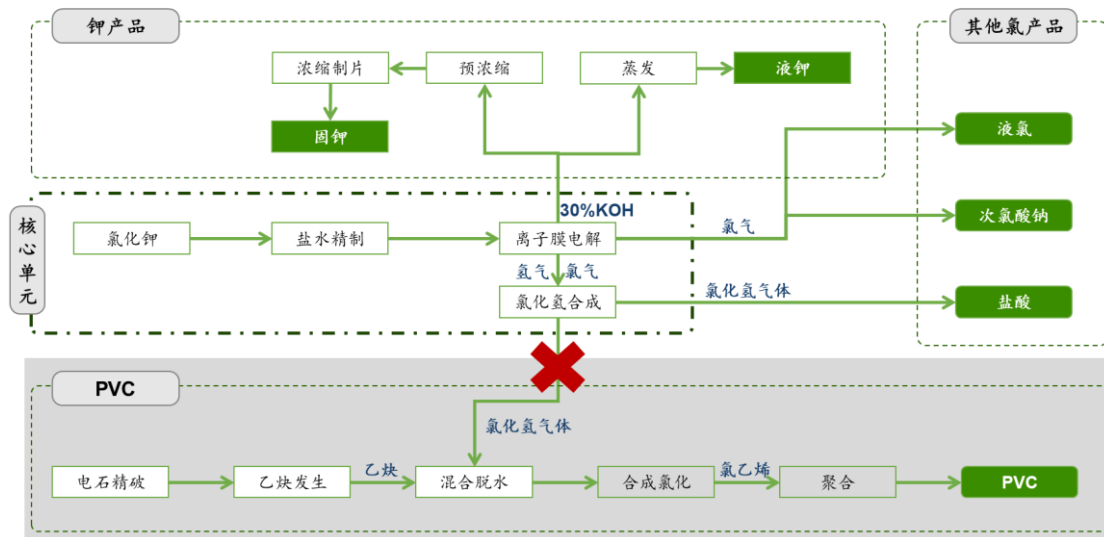 钾产品
其他氯产品
浓缩制片
预浓缩
蒸发
液钾
固钾
液氯
核心单元
30%KOH
氯化钾
盐水精制
离子膜电解
氯气
次氯酸钠
氢气
氯气
氯化氢合成
氯化氢气体
盐酸
PVC
氯化氢气体
电石精破
乙炔发生
乙炔
混合脱水
合成氯化
氯乙烯
聚合
PVC